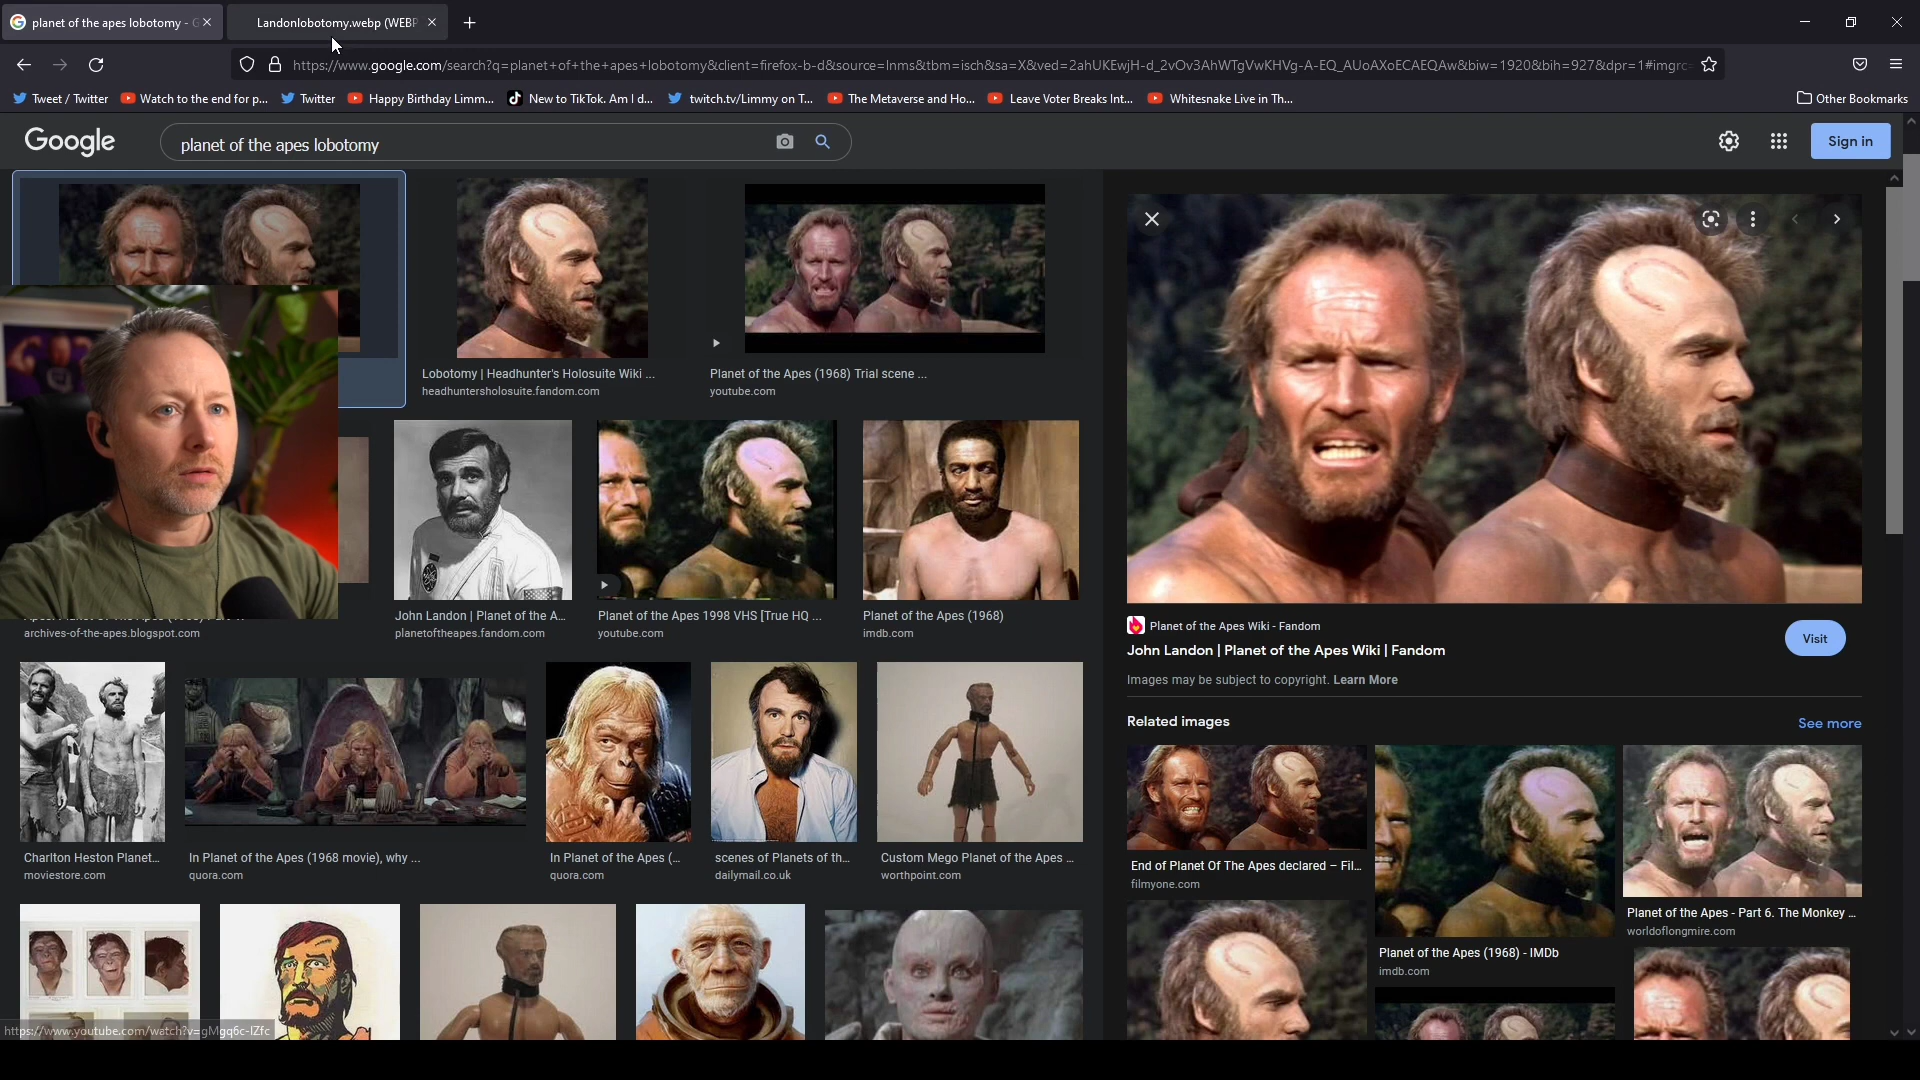 planet of the apes lobotomy - G
Landonlobotomy.webp (WEBP
https://www.google.com/search?q=planet+of+the+apes+lobotomy&client=firefox-b-d&source=lnms&tbm=isch&sa=X&ved=2ahUKEwjH-d_2vOv3AhWTgVwKHVg-A-EQ_AUoAXoECAEQAw&biw=1920&bih=927&dpr=1#imgrc=
Tweet / Twitter
Watch to the end for p...
Twitter
Happy Birthday Limm...
New to TikTok. Am I d...
twitch.tv/Limmy on T...
The Metaverse and Ho...
Leave Voter Breaks Int...
Whitesnake Live in Th...
Other Bookmarks
Google
planet of the apes lobotomy
Sign in
Lobotomy | Headhunter's Holosuite Wiki ...
headhuntersholosuite.fandom.com
Planet of the Apes (1968) Trial scene ...
youtube.com
archives-of-the-apes.blogspot.com
John Landon | Planet of the A...
planetoftheapes.fandom.com
Planet of the Apes 1998 VHS [True HQ ...
youtube.com
Planet of the Apes (1968)
imdb.com
Charlton Heston Planet...
moviestore.com
In Planet of the Apes (1968 movie), why ...
quora.com
In Planet of the Apes (...
quora.com
scenes of Planets of th...
dailymail.co.uk
Custom Mego Planet of the Apes ...
worthpoint.com
https://www.youtube.com/watch?v=gMgq6c-IZfc
Planet of the Apes Wiki - Fandom
John Landon | Planet of the Apes Wiki | Fandom
Visit
Images may be subject to copyright. Learn More
Related images
See more
End of Planet Of The Apes declared – Fil...
filmyone.com
Planet of the Apes (1968) - IMDb
imdb.com
Planet of the Apes - Part 6. The Monkey ...
worldoflongmire.com